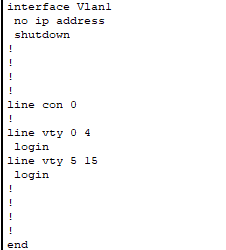 interface Vlan1
 no ip address
 shutdown
!
!
!
!
line con 0
!
line vty 0 4
 login
line vty 5 15
 login
!
!
!
!
end